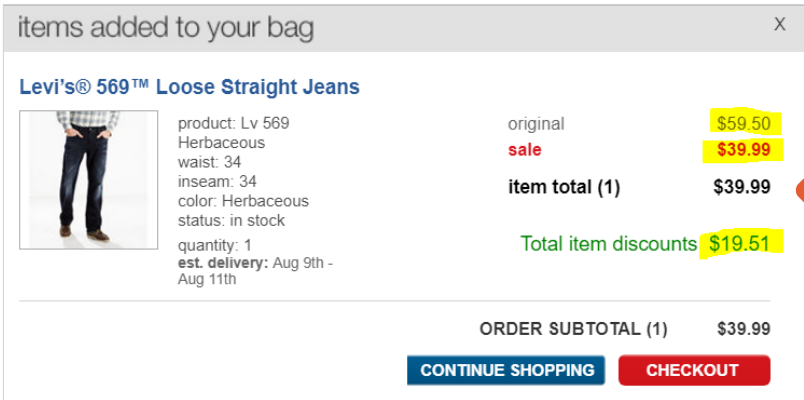 items added to your bag X
Levi's® 569™ Loose Straight Jeans
product: Lv 569
Herbaceous
waist: 34
inseam: 34
color: Herbaceous
status: in stock
quantity: 1
est. delivery: Aug 9th -
Aug 11th
original $59.50
sale $39.99
item total (1) $39.99
Total item discounts $19.51
ORDER SUBTOTAL (1) $39.99
CONTINUE SHOPPING CHECKOUT